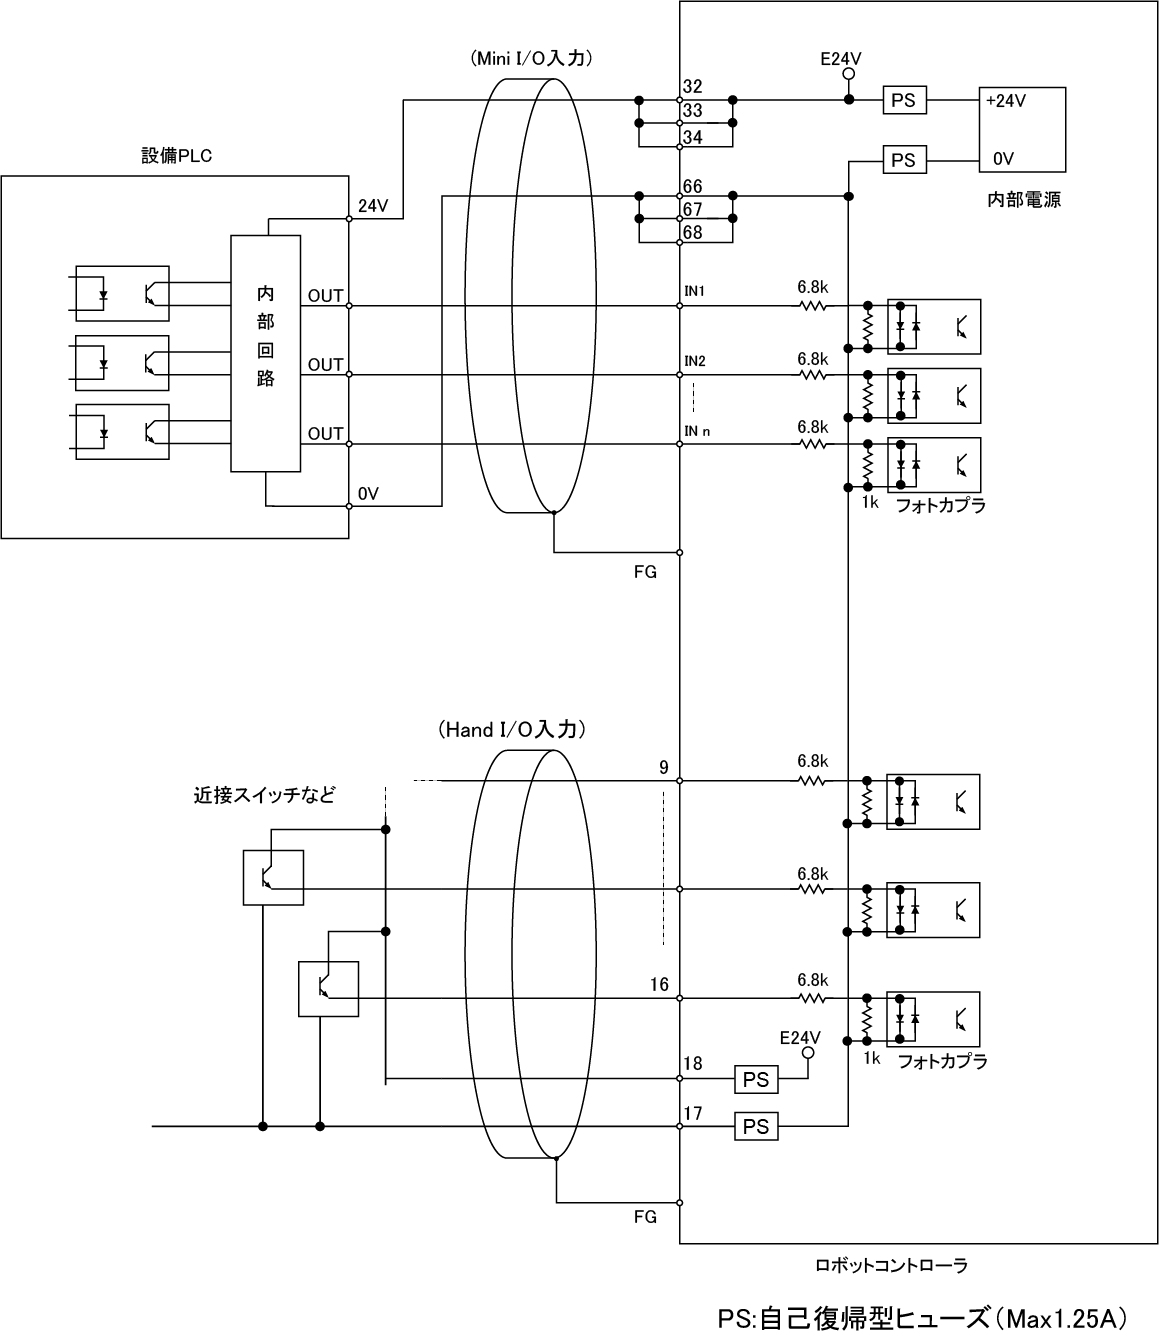 (Mini I/O入力)
E24V
32
PS
+24V
33
34
設備PLC
PS
0V
24V
66
内部電源
67
68
内部回路
OUT
IN1
6.8k
OUT
IN2
6.8k
OUT
IN n
6.8k
0V
1k
フォトカプラ
FG
(Hand I/O入力)
9
6.8k
近接スイッチなど
6.8k
16
6.8k
E24V
1k
フォトカプラ
18
PS
17
PS
FG
ロボットコントローラ
PS:自己復帰型ヒューズ(Max1.25A)